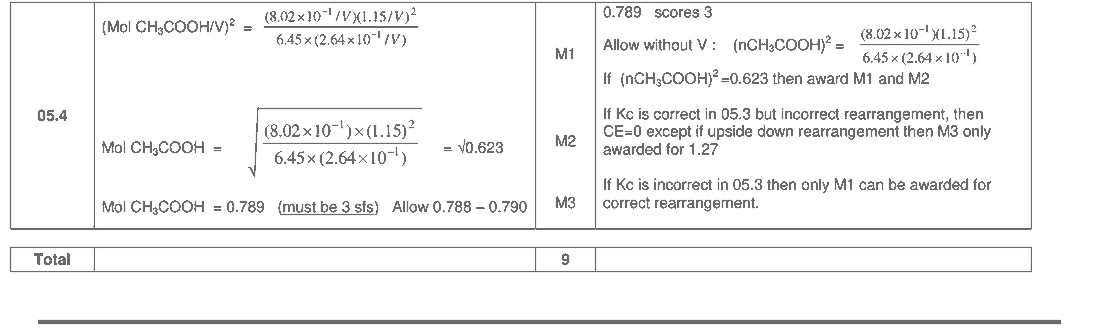 05.4
(Mol CH₃COOH/V)² = (8.02×10⁻¹/V)(1.15/V)² / 6.45×(2.64×10⁻¹/V)
Mol CH₃COOH = √((8.02×10⁻¹)×(1.15)² / 6.45×(2.64×10⁻¹)) = √0.623
Mol CH₃COOH = 0.789 (must be 3 sfs) Allow 0.788 – 0.790
M1
M2
M3
0.789 scores 3
Allow without V : (nCH₃COOH)² = (8.02×10⁻¹)(1.15)² / 6.45×(2.64×10⁻¹)
If (nCH₃COOH)²=0.623 then award M1 and M2
If Kc is correct in 05.3 but incorrect rearrangement, then
CE=0 except if upside down rearrangement then M3 only
awarded for 1.27
If Kc is incorrect in 05.3 then only M1 can be awarded for
correct rearrangement.
Total 9